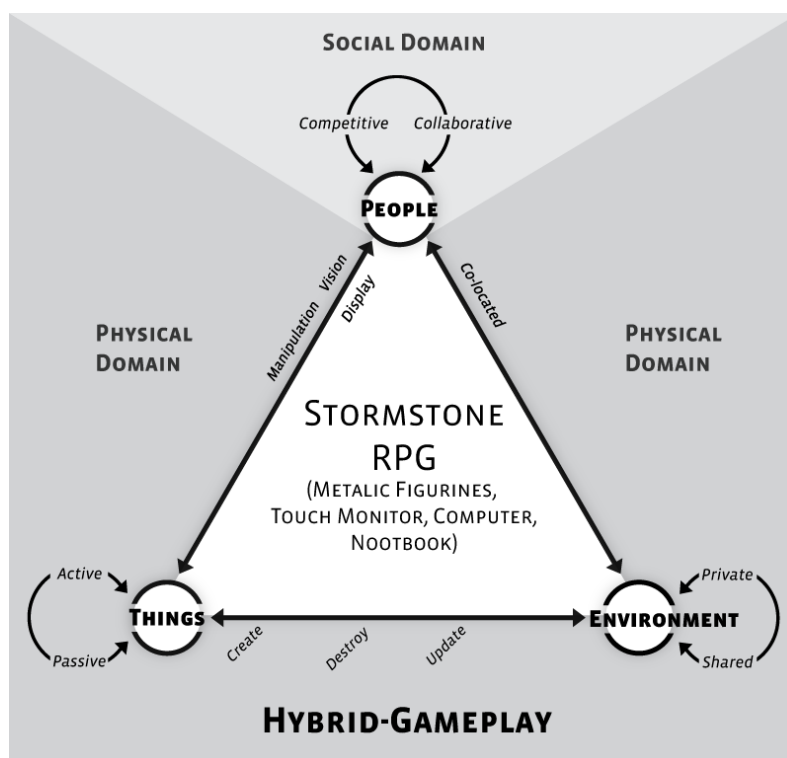 SOCIAL DOMAIN
Competitive
Collaborative
PEOPLE
Manipulation
Vision
Display
Co-located
PHYSICAL
DOMAIN
PHYSICAL
DOMAIN
STORMSTONE
RPG
(METALIC FIGURINES,
TOUCH MONITOR, COMPUTER,
NOOTBOOK)
Active
Passive
THINGS
Create
Destroy
Update
ENVIRONMENT
Private
Shared
HYBRID-GAMEPLAY